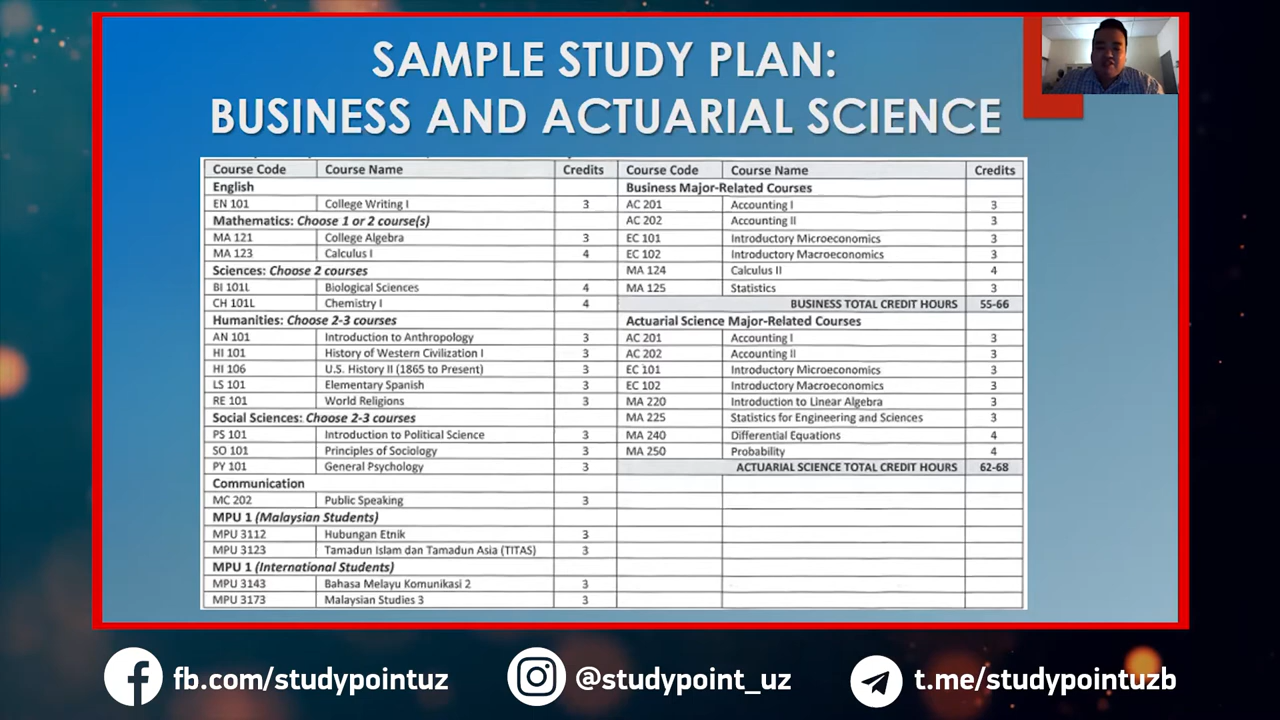 SAMPLE STUDY PLAN:
BUSINESS AND ACTUARIAL SCIENCE
Course Code Course Name Credits
English
EN 101 College Writing I 3
Mathematics: Choose 1 or 2 course(s)
MA 121 College Algebra 3
MA 123 Calculus I 4
Sciences: Choose 2 courses
BI 101L Biological Sciences 4
CH 101L Chemistry I 4
Humanities: Choose 2-3 courses
AN 101 Introduction to Anthropology 3
HI 101 History of Western Civilization I 3
HI 106 U.S. History II (1865 to Present) 3
LS 101 Elementary Spanish 3
RE 101 World Religions 3
Social Sciences: Choose 2-3 courses
PS 101 Introduction to Political Science 3
SO 101 Principles of Sociology 3
PY 101 General Psychology 3
Communication
MC 202 Public Speaking 3
MPU 1 (Malaysian Students)
MPU 3112 Hubungan Etnik 3
MPU 3123 Tamadun Islam dan Tamadun Asia (TITAS) 3
MPU 1 (International Students)
MPU 3143 Bahasa Melayu Komunikasi 2 3
MPU 3173 Malaysian Studies 3 3
Course Code Course Name Credits
Business Major-Related Courses
AC 201 Accounting I 3
AC 202 Accounting II 3
EC 101 Introductory Microeconomics 3
EC 102 Introductory Macroeconomics 3
MA 124 Calculus II 4
MA 125 Statistics 3
BUSINESS TOTAL CREDIT HOURS 55-66
Actuarial Science Major-Related Courses
AC 201 Accounting I 3
AC 202 Accounting II 3
EC 101 Introductory Microeconomics 3
EC 102 Introductory Macroeconomics 3
MA 220 Introduction to Linear Algebra 3
MA 225 Statistics for Engineering and Sciences 3
MA 240 Differential Equations 4
MA 250 Probability 4
ACTUARIAL SCIENCE TOTAL CREDIT HOURS 62-68
fb.com/studypointuz
@studypoint_uz
t.me/studypointuzb